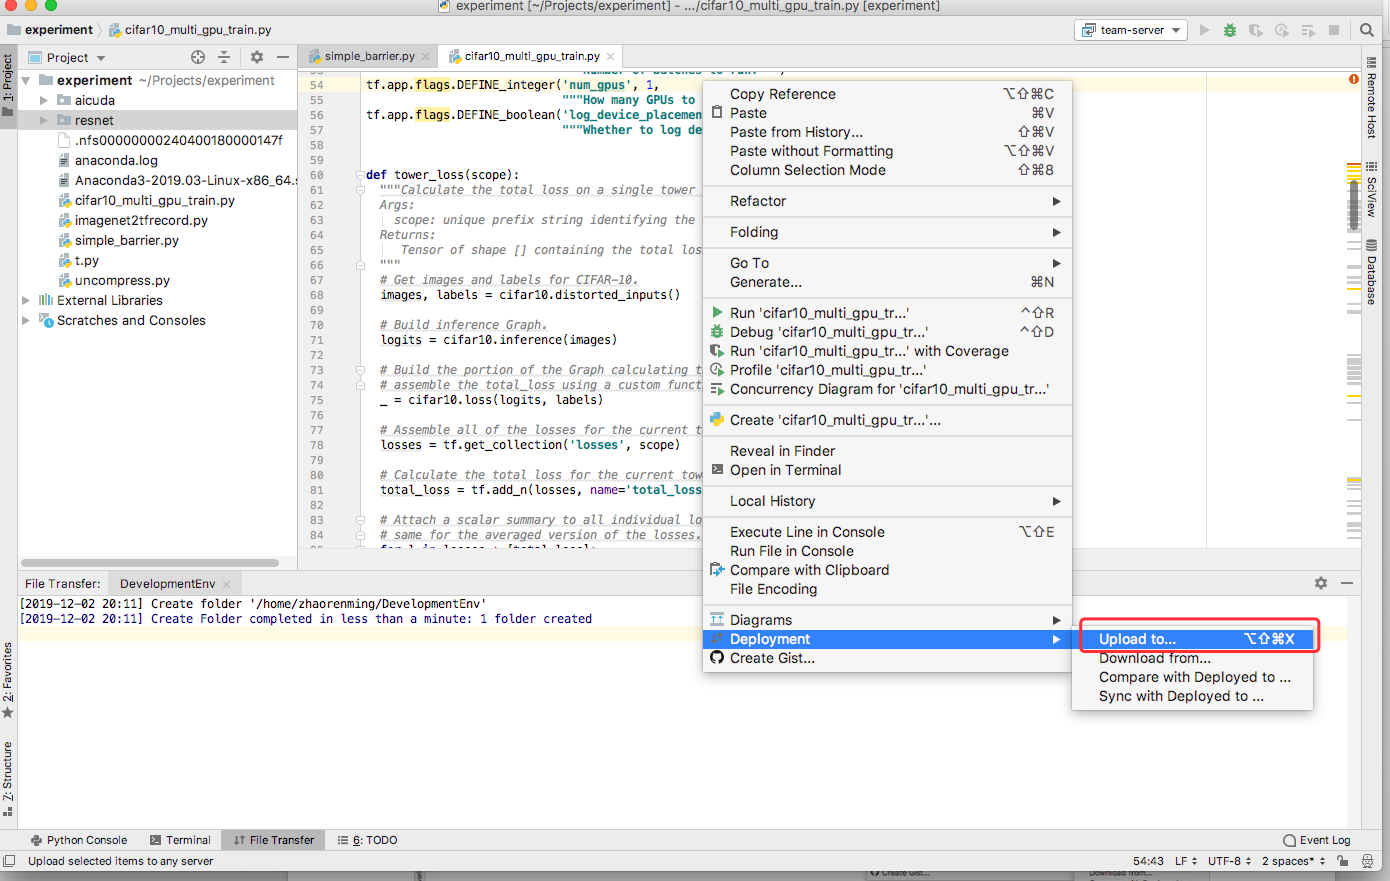 experiment [~/Projects/experiment] - .../cifar10_multi_gpu_train.py [experiment]
experiment
cifar10_multi_gpu_train.py
team-server
1: Project
Project
simple_barrier.py
cifar10_multi_gpu_train.py
experiment ~/Projects/experiment
aicuda
resnet
.nfs000000000240400180000147f
anaconda.log
Anaconda3-2019.03-Linux-x86_64.s
cifar10_multi_gpu_train.py
imagenet2tfrecord.py
simple_barrier.py
t.py
uncompress.py
External Libraries
Scratches and Consoles
53 """Number of batches to run."""
54 tf.app.flags.DEFINE_integer('num_gpus', 1,
55 """How many GPUs to
56 tf.app.flags.DEFINE_boolean('log_device_placemen
57 """Whether to log de
58
59
60 def tower_loss(scope):
61 """Calculate the total loss on a single tower
62 Args:
63 scope: unique prefix string identifying the
64 Returns:
65 Tensor of shape [] containing the total los
66 """
67 # Get images and labels for CIFAR-10.
68 images, labels = cifar10.distorted_inputs()
69
70 # Build inference Graph.
71 logits = cifar10.inference(images)
72
73 # Build the portion of the Graph calculating t
74 # assemble the total_loss using a custom funct
75 _ = cifar10.loss(logits, labels)
76
77 # Assemble all of the losses for the current t
78 losses = tf.get_collection('losses', scope)
79
80 # Calculate the total loss for the current tow
81 total_loss = tf.add_n(losses, name='total_loss
82
83 # Attach a scalar summary to all individual lo
84 # same for the averaged version of the losses.
85 for l in losses + [total_loss]:
Copy Reference ⌥⇧⌘C
Paste ⌘V
Paste from History... ⇧⌘V
Paste without Formatting ⌥⇧⌘V
Column Selection Mode ⇧⌘8
Refactor
Folding
Go To
Generate... ⌘N
Run 'cifar10_multi_gpu_tr...' ^⇧R
Debug 'cifar10_multi_gpu_tr...' ^⇧D
Run 'cifar10_multi_gpu_tr...' with Coverage
Profile 'cifar10_multi_gpu_tr...'
Concurrency Diagram for 'cifar10_multi_gpu_tr...'
Create 'cifar10_multi_gpu_tr...'...
Reveal in Finder
Open in Terminal
Local History
Execute Line in Console ⌥⇧E
Run File in Console
Compare with Clipboard
File Encoding
Diagrams
Deployment
Create Gist...
Upload to... ⌥⇧⌘X
Download from...
Compare with Deployed to ...
Sync with Deployed to ...
Remote Host
SciView
Database
File Transfer: DevelopmentEnv
[2019-12-02 20:11] Create folder '/home/zhaorenming/DevelopmentEnv'
[2019-12-02 20:11] Create Folder completed in less than a minute: 1 folder created
2: Favorites
Z: Structure
Python Console
Terminal
File Transfer
6: TODO
Event Log
Upload selected items to any server
54:43 LF UTF-8 2 spaces*
Create Gist...
Download from...